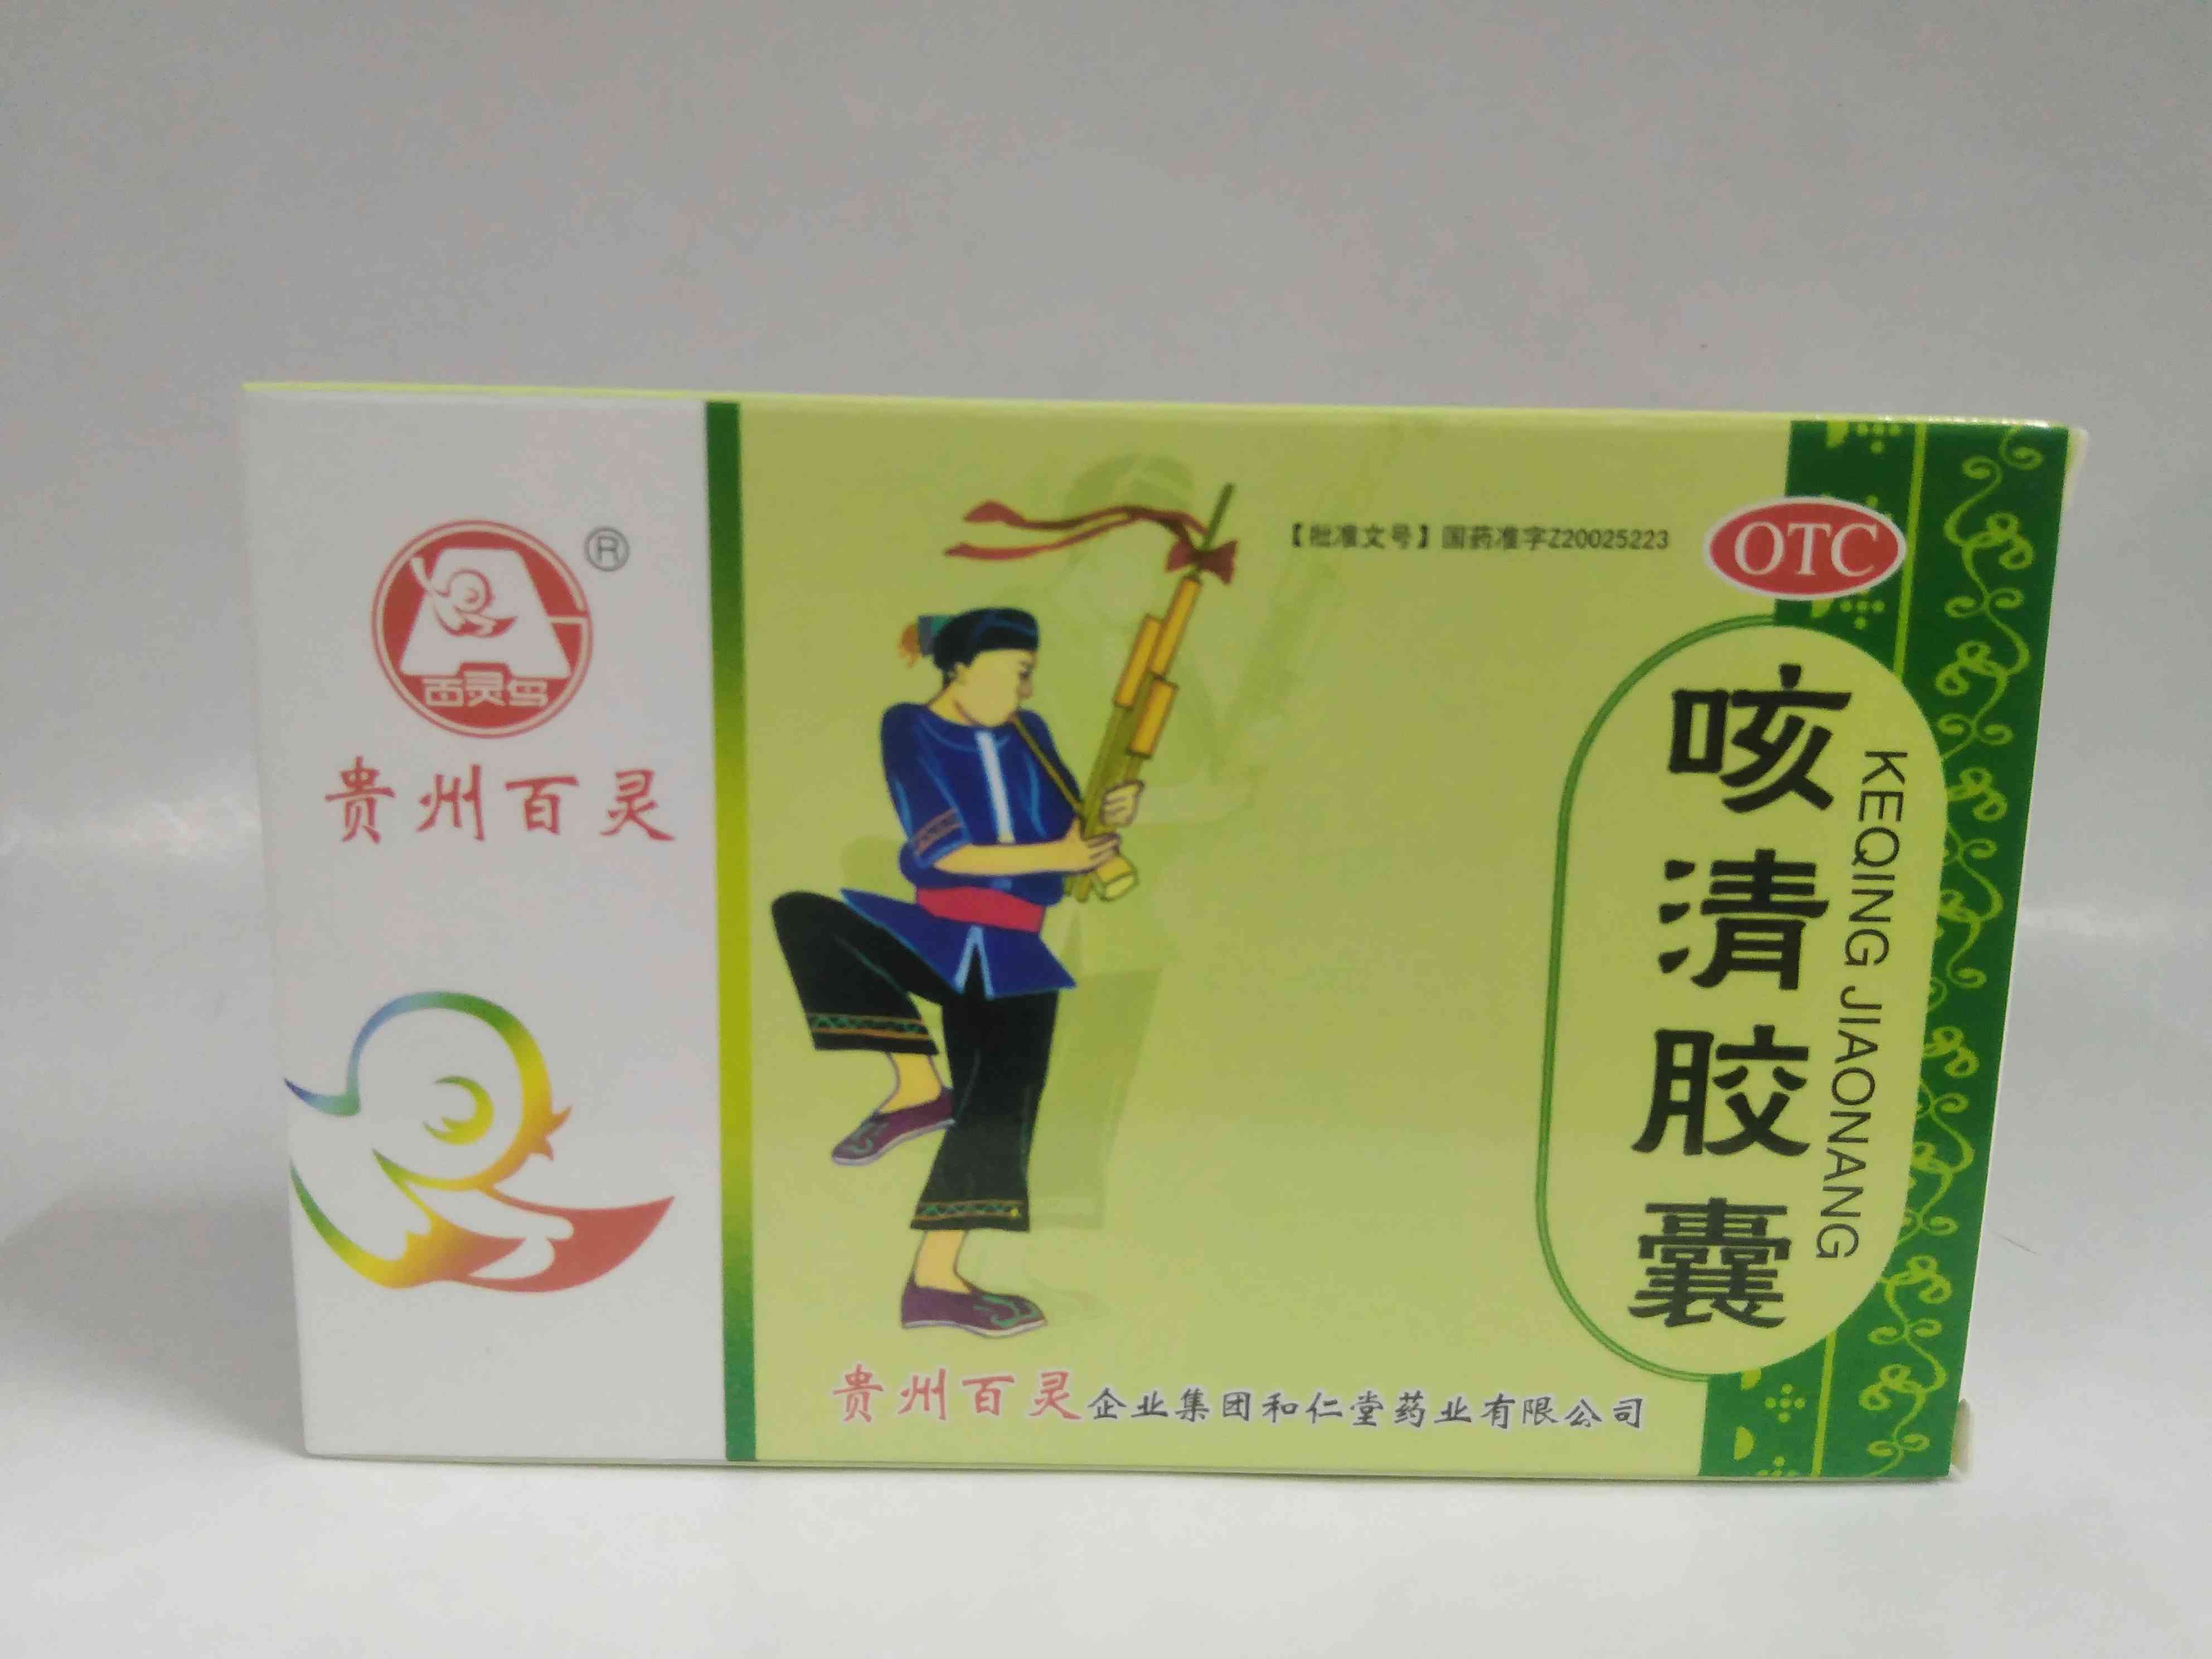 百灵鸟
®
贵州百灵
【批准文号】国药准字Z20025223
OTC
咳清胶囊
KEQING JIAONANG
贵州百灵企业集团和仁堂药业有限公司